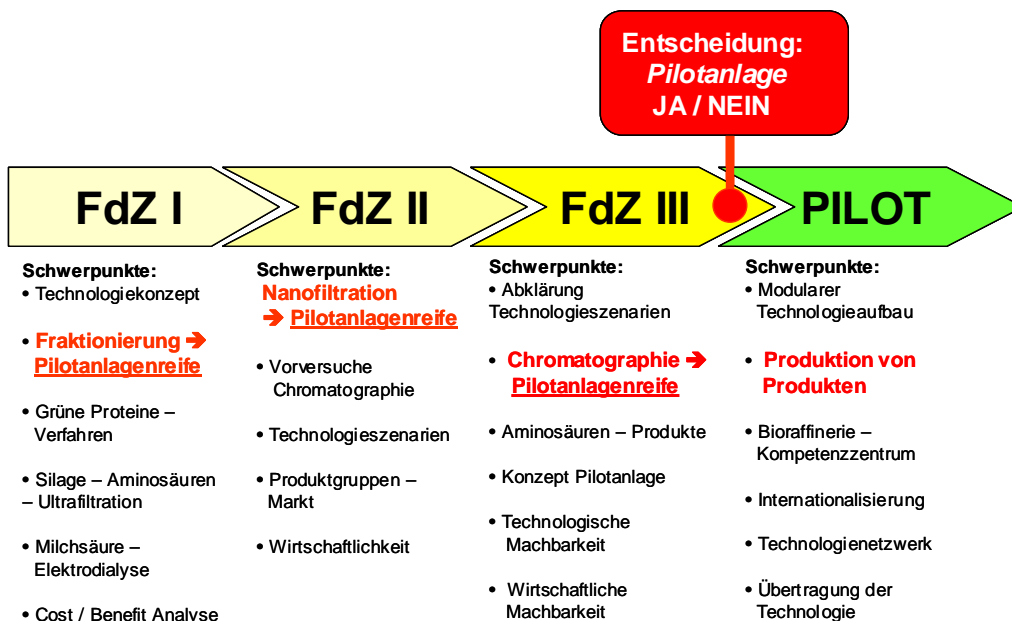 Entscheidung:
Pilotanlage
JA / NEIN
FdZ I
FdZ II
FdZ III
PILOT
Schwerpunkte:
• Technologiekonzept
• Fraktionierung ➔
Pilotanlagenreife
• Grüne Proteine –
Verfahren
• Silage – Aminosäuren
– Ultrafiltration
• Milchsäure –
Elektrodialyse
• Cost / Benefit Analyse
Schwerpunkte:
Nanofiltration
➔ Pilotanlagenreife
• Vorversuche
Chromatographie
• Technologieszenarien
• Produktgruppen –
Markt
• Wirtschaftlichkeit
Schwerpunkte:
• Abklärung
Technologieszenarien
• Chromatographie ➔
Pilotanlagenreife
• Aminosäuren – Produkte
• Konzept Pilotanlage
• Technologische
Machbarkeit
• Wirtschaftliche
Machbarkeit
Schwerpunkte:
• Modularer
Technologieaufbau
• Produktion von
Produkten
• Bioraffinerie –
Kompetenzzentrum
• Internationalisierung
• Technologienetzwerk
• Übertragung der
Technologie